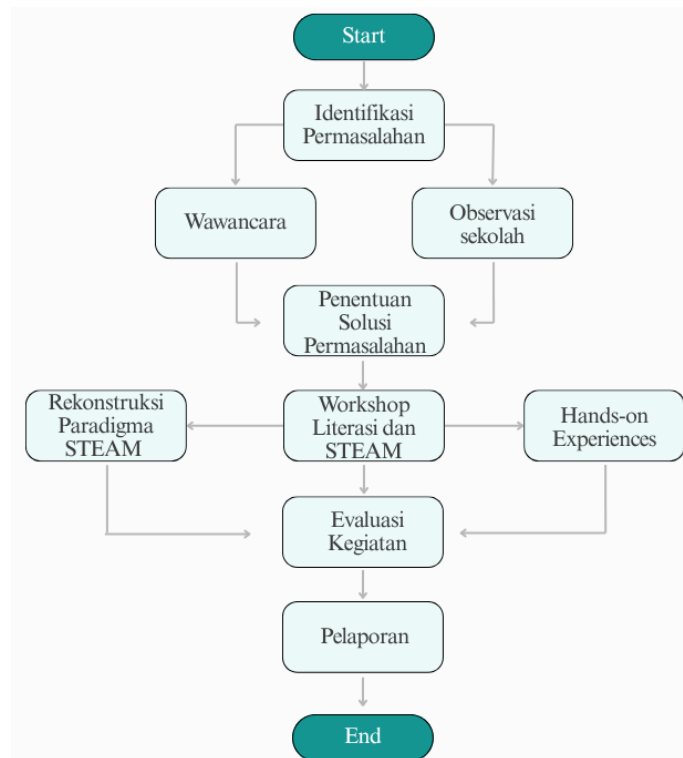 Start
Identifikasi
Permasalahan
Wawancara
Observasi
sekolah
Penentuan
Solusi
Permasalahan
Rekonstruksi
Paradigma
STEAM
Workshop
Literasi dan
STEAM
Hands-on
Experiences
Evaluasi
Kegiatan
Pelaporan
End